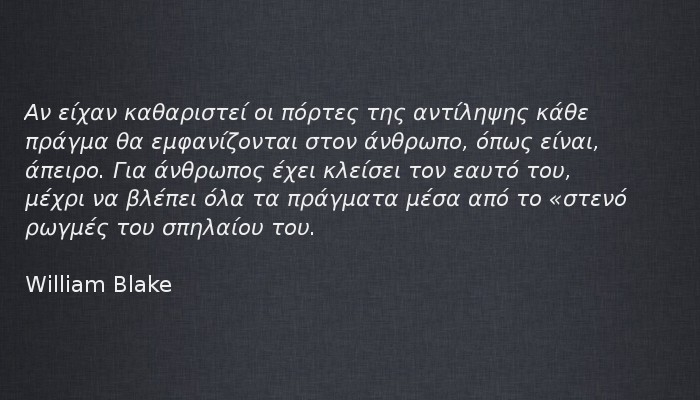 Αν είχαν καθαριστεί οι πόρτες της αντίληψης κάθε
πράγμα θα εμφανίζονται στον άνθρωπο, όπως είναι,
άπειρο. Για άνθρωπος έχει κλείσει τον εαυτό του,
μέχρι να βλέπει όλα τα πράγματα μέσα από το «στενό
ρωγμές του σπηλαίου του.
William Blake